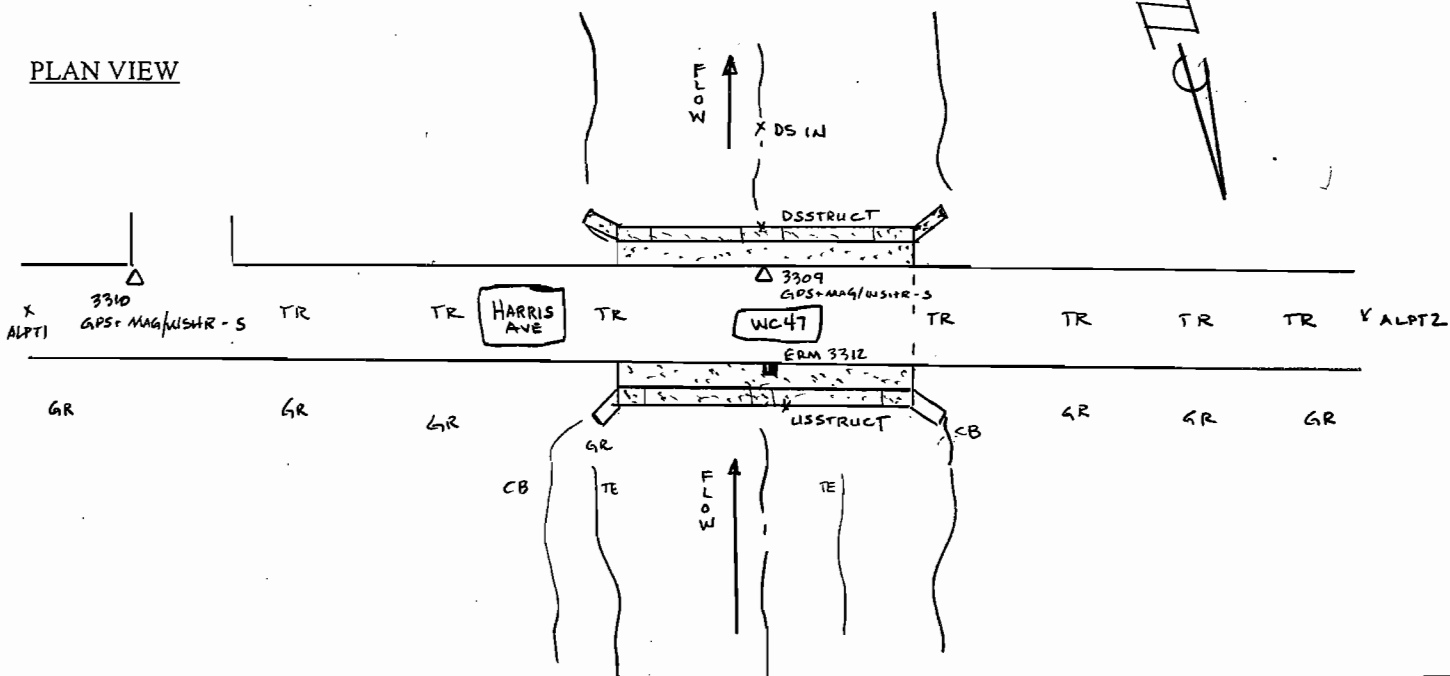 PLAN VIEW
FLOW
DS IN
DSSTRUCT
3309
GPS+MAG/WSHR-S
3310
GPS+MAG/WSHR-S
ALPT1
TR
TR
HARRIS
AVE
TR
WC47
TR
TR
TR
TR
ALPT2
ERM 3312
USSTRUCT
GR
GR
GR
GR
CB
GR
GR
GR
CB
TE
FLOW
TE